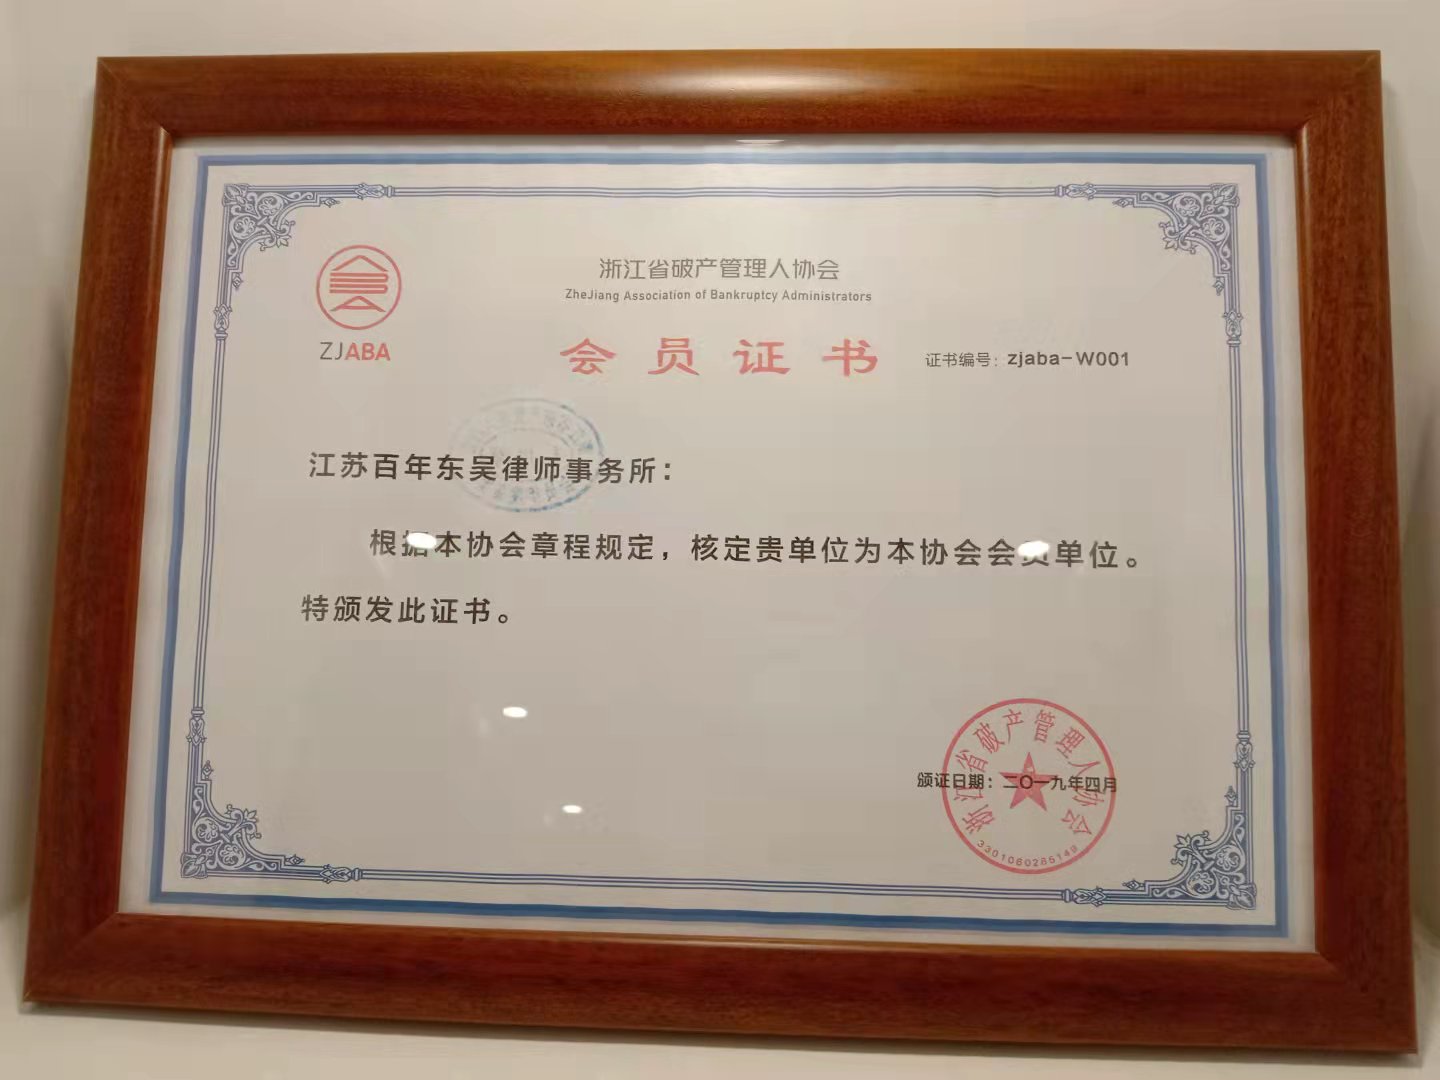 浙江省破产管理人协会
ZheJiang Association of Bankruptcy Administrators
ZJABA
会员证书
证书编号：zjaba-W001
江苏百年东吴律师事务所：
根据本协会章程规定，核定贵单位为本协会会员单位。
特颁发此证书。
颁证日期：二〇一九年四月
浙江省破产管理人协会
3301060285149